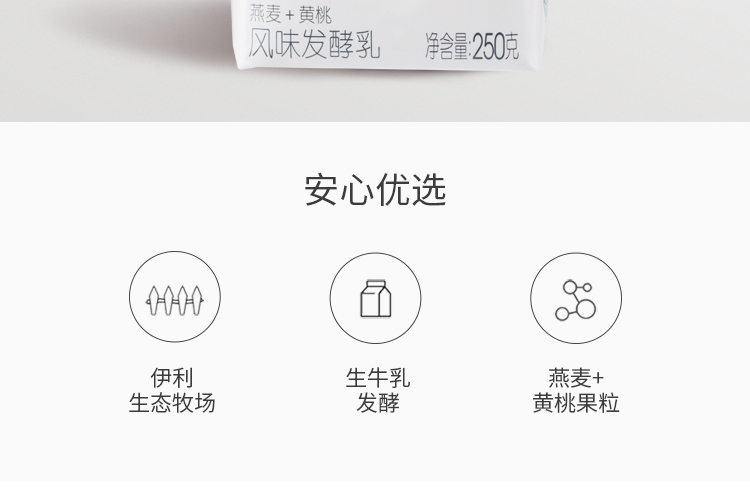 燕麦+黄桃
风味发酵乳 净含量:250克
安心优选
伊利
生态牧场
生牛乳
发酵
燕麦+
黄桃果粒